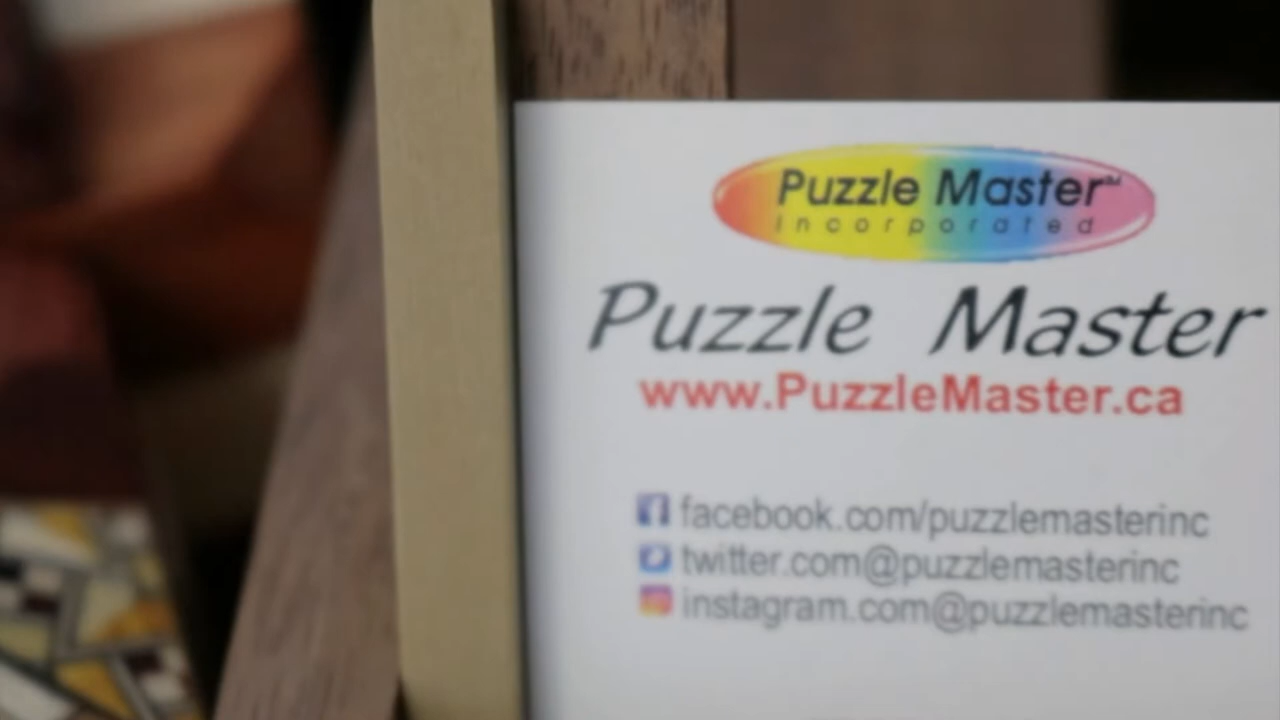 Puzzle Master™
Incorporated
Puzzle Master
www.PuzzleMaster.ca
facebook.com/puzzlemasterinc
twitter.com@puzzlemasterinc
instagram.com@puzzlemasterinc